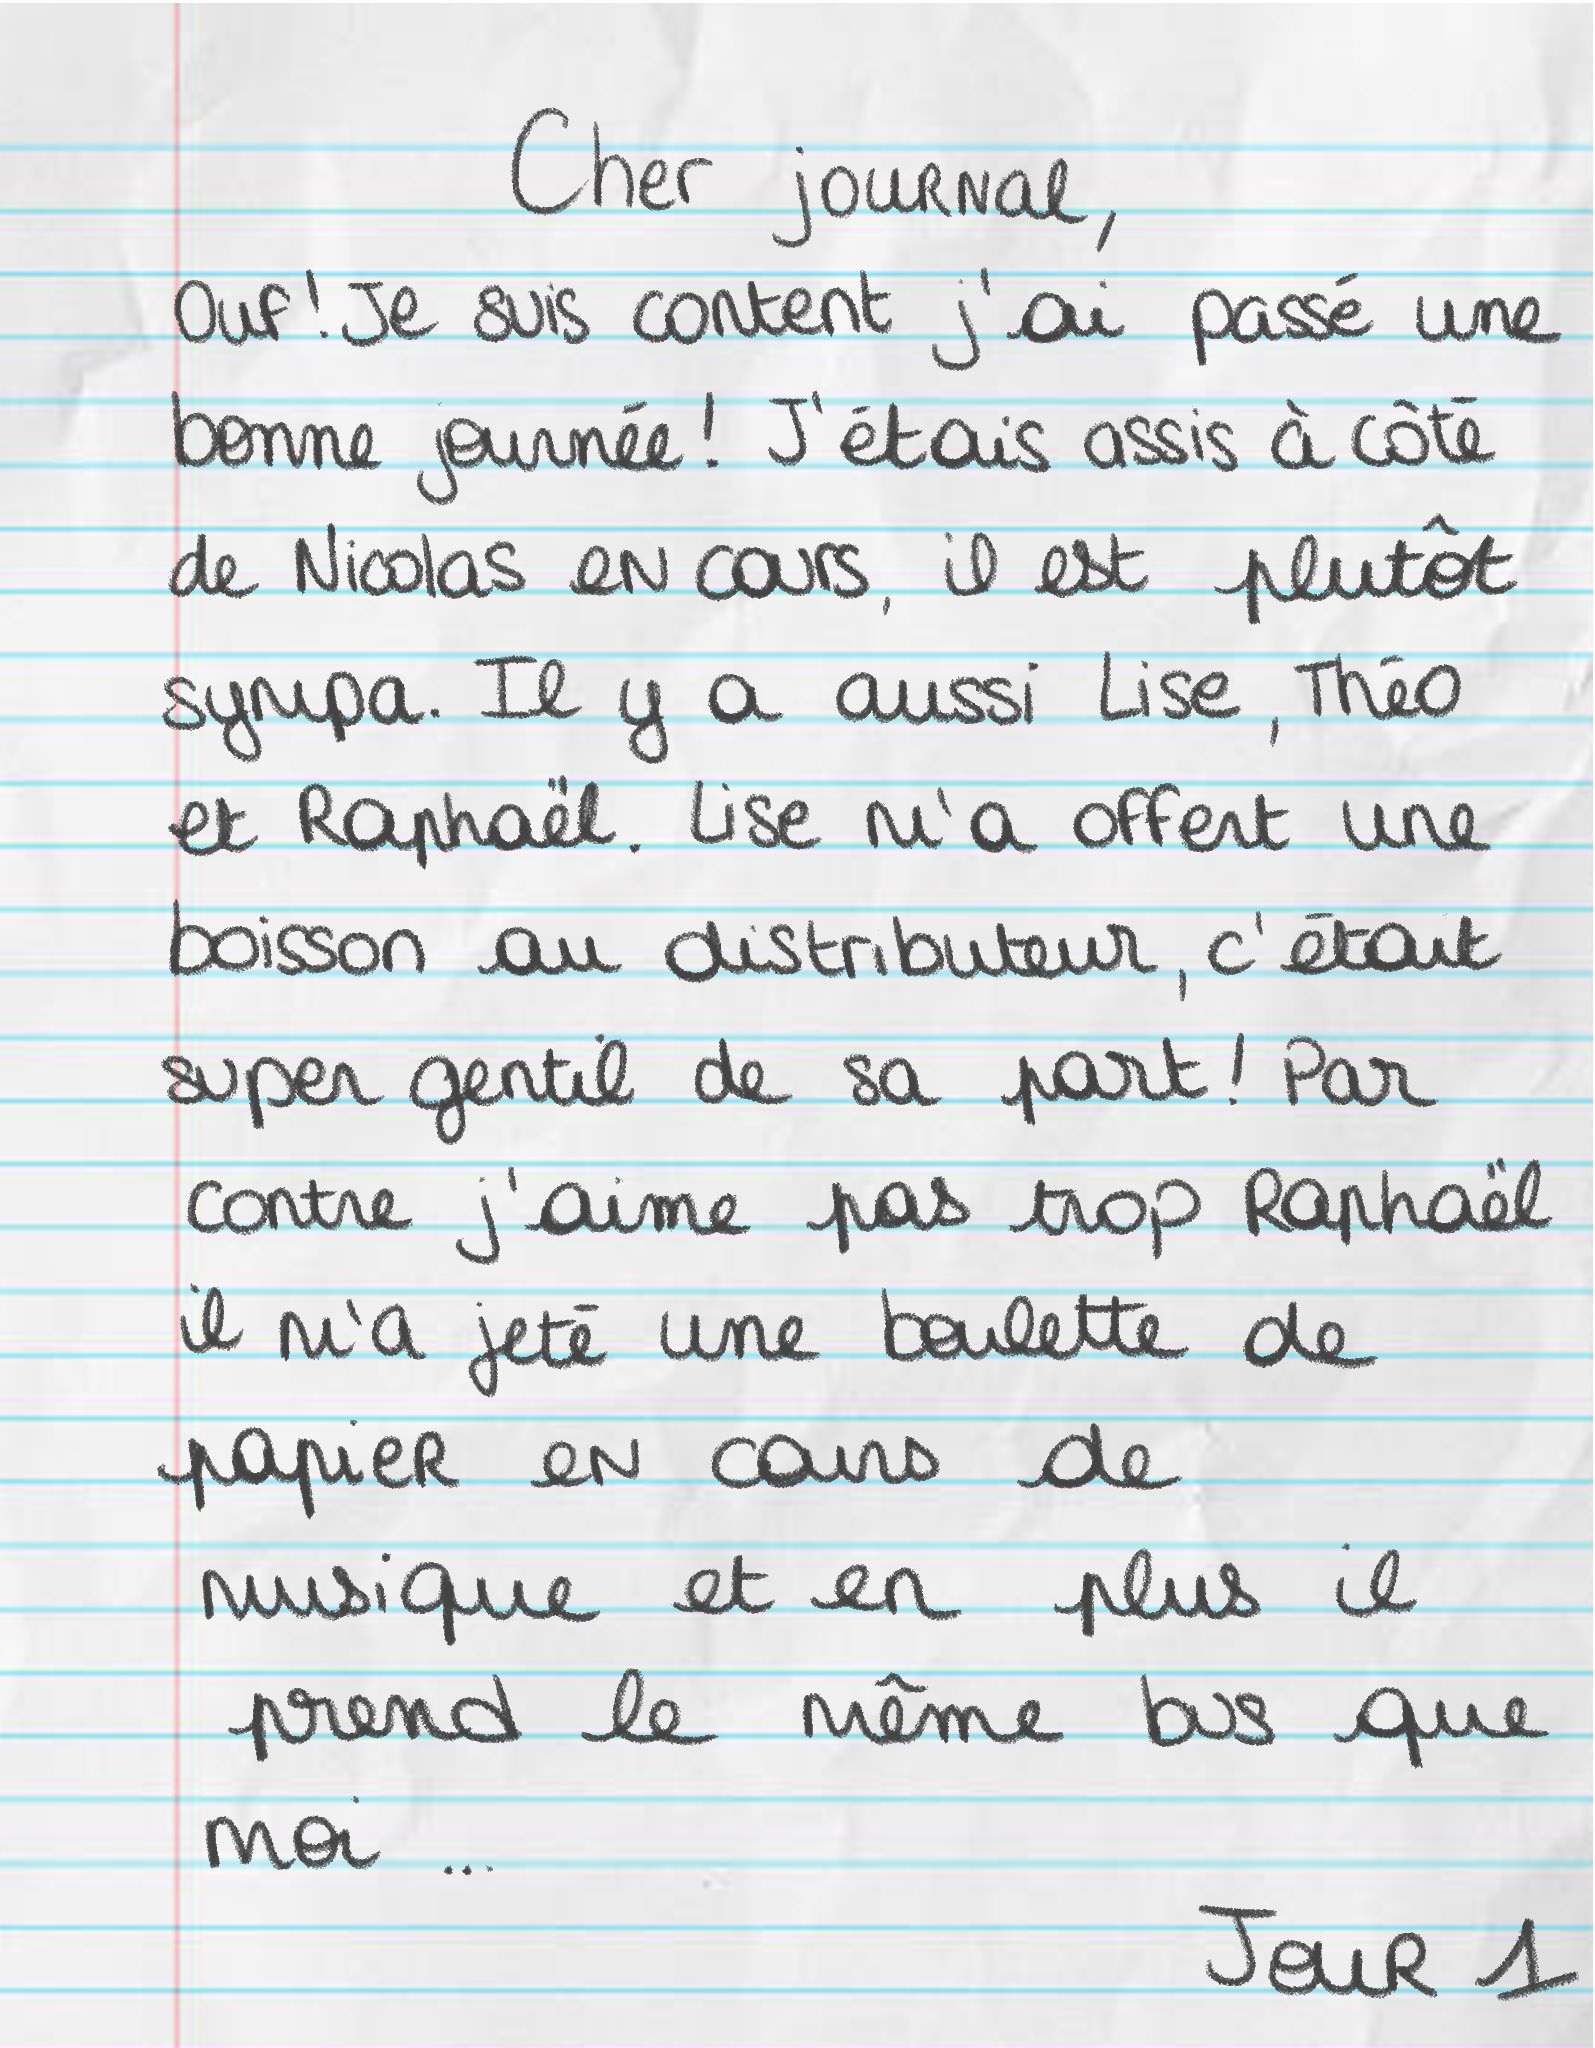 Cher journal,
Ouf! Je suis content j'ai passé une
bonne journée! J'étais assis à côté
de Nicolas en cours, il est plutôt
sympa. Il y a aussi Lise, Théo
et Raphaël. Lise m'a offert une
boisson au distributeur, c'était
super gentil de sa part! Par
contre j'aime pas trop Raphaël
il m'a jeté une boulette de
papier en cours de
musique et en plus il
prend le même bus que
moi ...
Jour 1